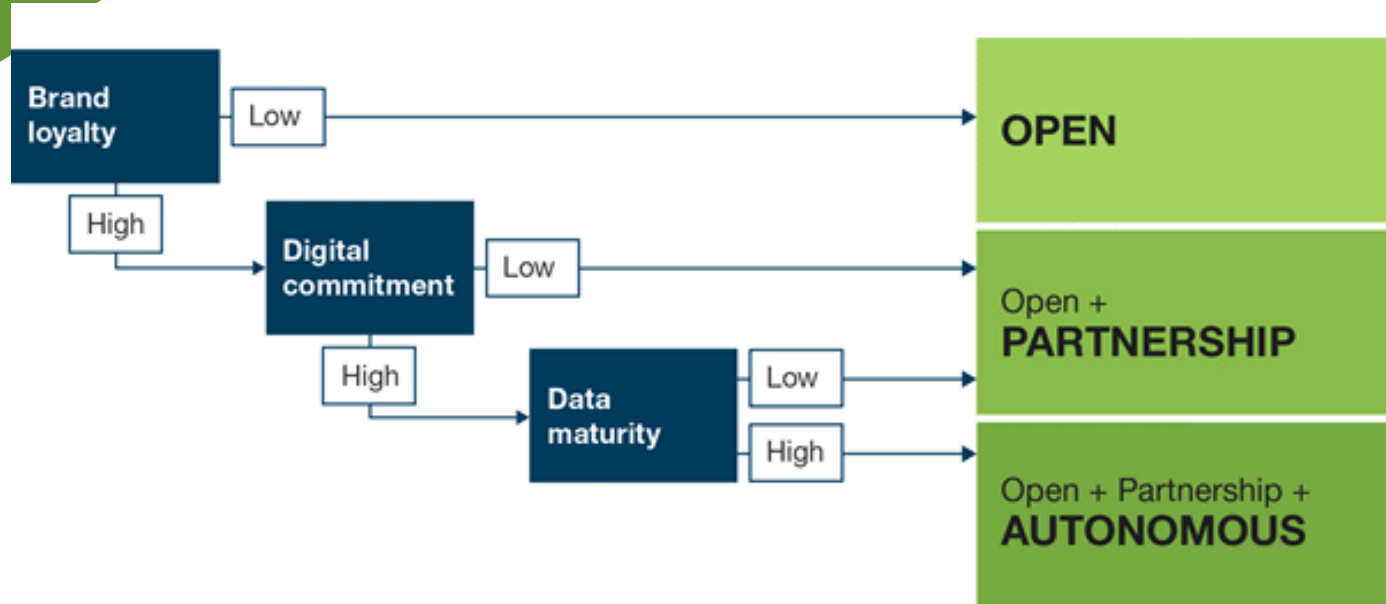 Brand
loyalty
Low
OPEN
High
Digital
commitment
Low
Open +
PARTNERSHIP
High
Data
maturity
Low
High
Open + Partnership +
AUTONOMOUS